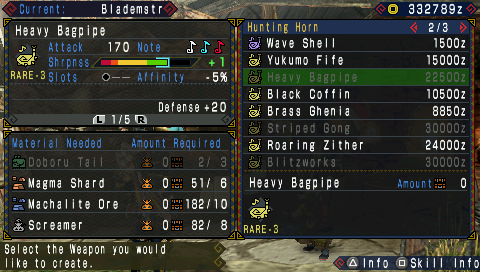 Current: Blademstr
332789z
Heavy Bagpipe
Attack 170 Note
Shrpnss +1
RARE-3
Slots ●-- Affinity -5%
Defense+20
L 1/5 R
Material Needed Amount Required
Doboru Tail 0 2/ 3
Magma Shard 0 51/ 6
Machalite Ore 0 182/10
Screamer 0 82/ 8
Select the Weapon you would
like to create.
Hunting Horn 2/3
Wave Shell 1500z
Yukumo Fife 15000z
Heavy Bagpipe 22500z
Black Coffin 10500z
Brass Ghenia 8850z
Striped Gong 30000z
Roaring Zither 24000z
Blitzworks 30000z
Heavy Bagpipe Amount 0
RARE-3
Info Skill Info